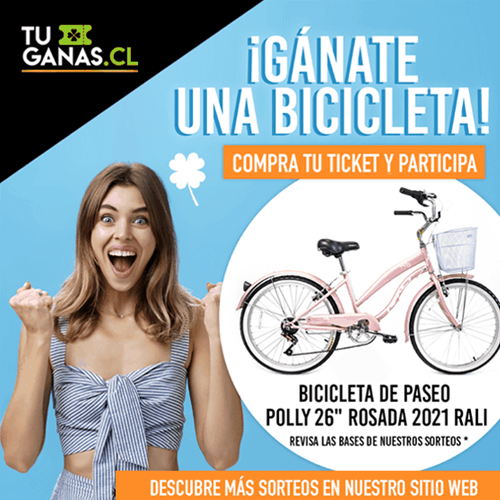 TU
GANAS.CL
¡GÁNATE
UNA BICICLETA!
COMPRA TU TICKET Y PARTICIPA
BICICLETA DE PASEO
POLLY 26" ROSADA 2021 RALI
REVISA LAS BASES DE NUESTROS SORTEOS *
DESCUBRE MÁS SORTEOS EN NUESTRO SITIO WEB